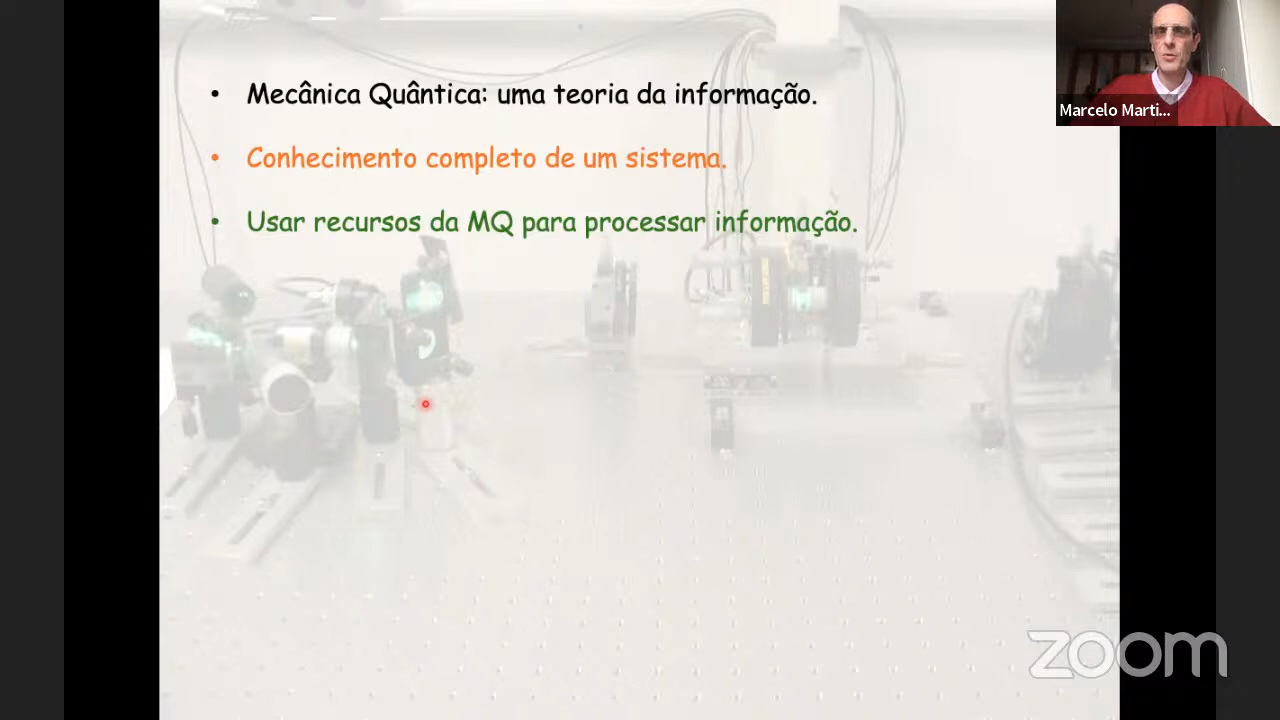 • Mecânica Quântica: uma teoria da informação.
• Conhecimento completo de um sistema.
• Usar recursos da MQ para processar informação.
Marcelo Marti...
zoom